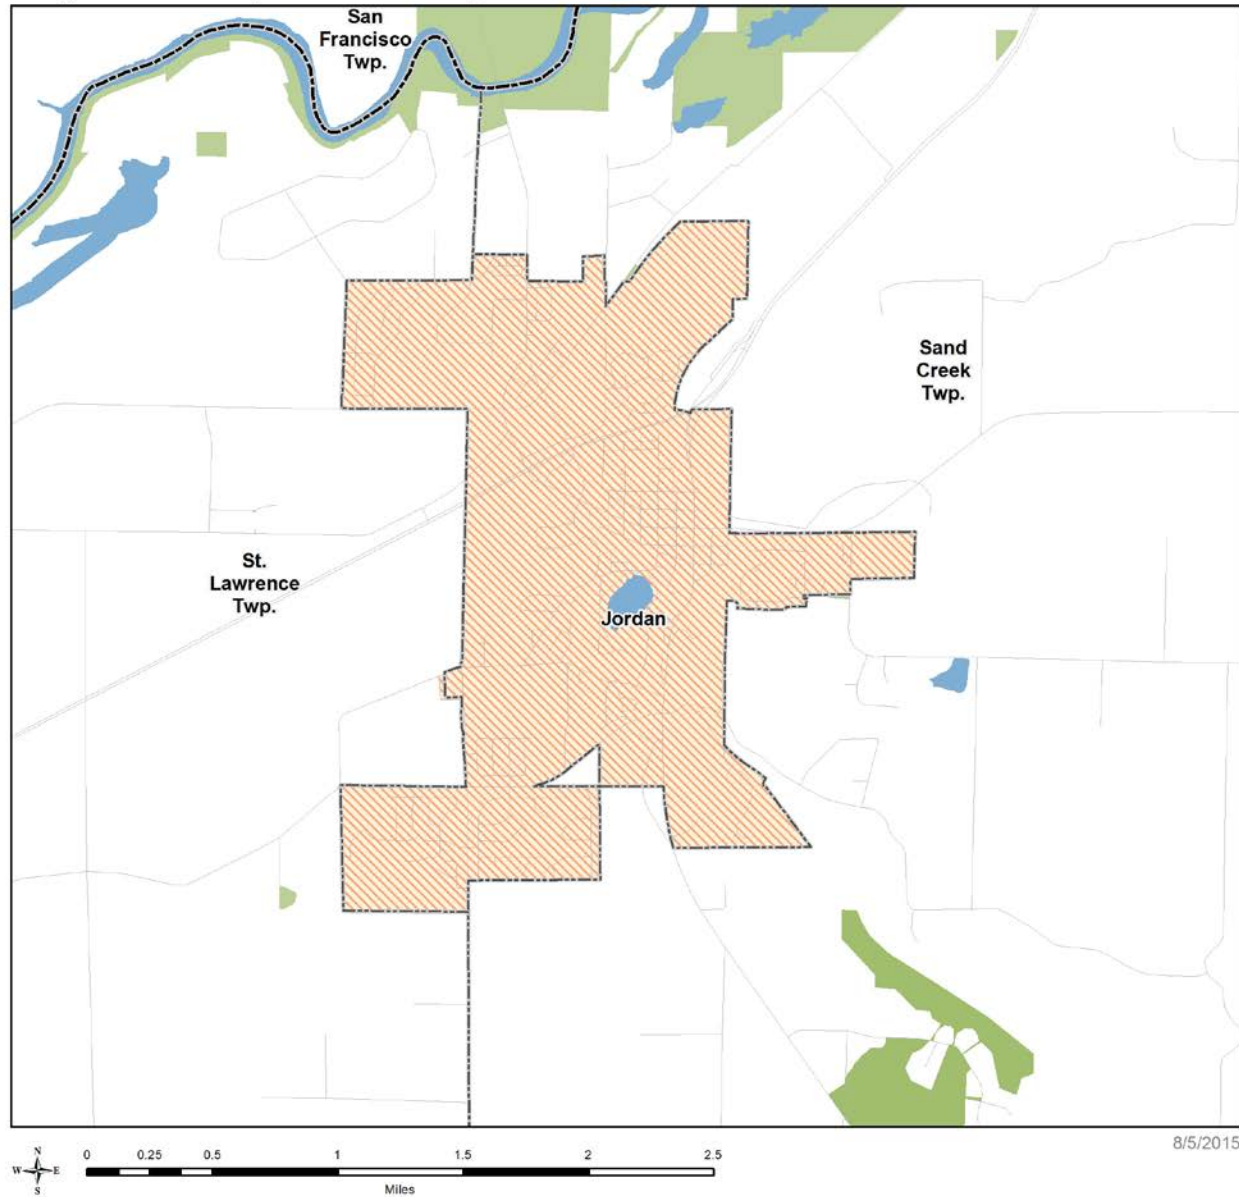 San
Francisco
Twp.
Sand
Creek
Twp.
St.
Lawrence
Twp.
Jordan
8/5/2015
N
W E
S
0 0.25 0.5 1 1.5 2 2.5
Miles